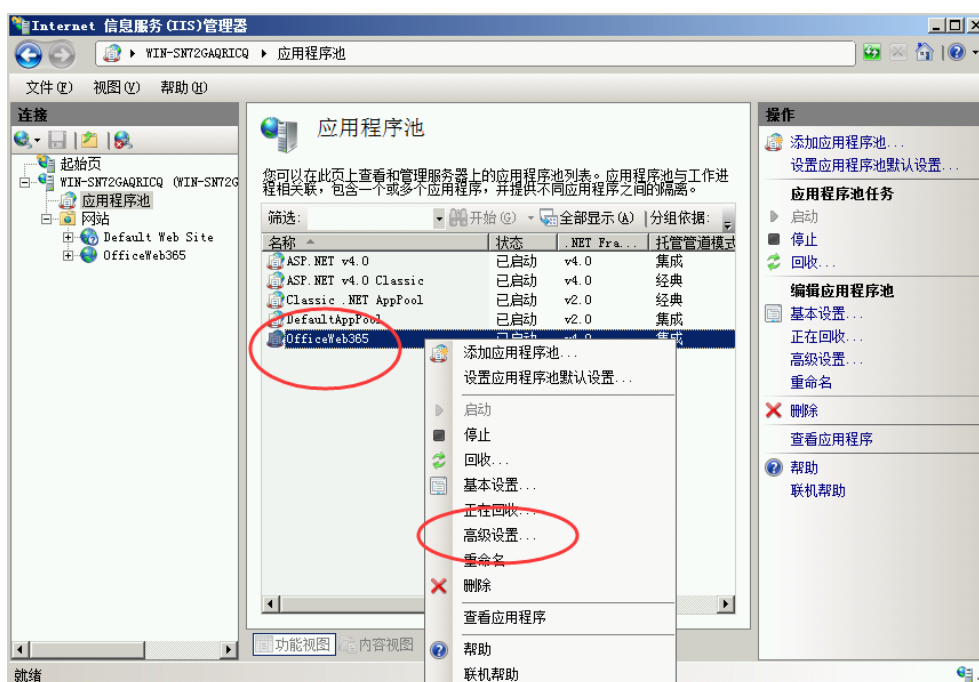 Internet 信息服务(IIS)管理器
WIN-SN72GAQRICQ 应用程序池
文件(F) 视图(V) 帮助(H)
连接
起始页
WIN-SN72GAQRICQ (WIN-SN72G
应用程序池
网站
Default Web Site
OfficeWeb365
应用程序池
您可以在此页上查看和管理服务器上的应用程序池列表。应用程序池与工作进
程相关联，包含一个或多个应用程序，并提供不同应用程序之间的隔离。
筛选: 开始(G) 全部显示(A) 分组依据:
名称 状态 .NET Fra... 托管管道模式
ASP.NET v4.0 已启动 v4.0 集成
ASP.NET v4.0 Classic 已启动 v4.0 经典
Classic .NET AppPool 已启动 v2.0 经典
DefaultAppPool 已启动 v2.0 集成
OfficeWeb365 已启动 v4.0 集成
添加应用程序池...
设置应用程序池默认设置...
启动
停止
回收...
基本设置...
正在回收...
高级设置...
重命名
删除
查看应用程序
帮助
联机帮助
功能视图 内容视图
操作
添加应用程序池...
设置应用程序池默认设置...
应用程序池任务
启动
停止
回收...
编辑应用程序池
基本设置...
正在回收...
高级设置...
重命名
删除
查看应用程序
帮助
联机帮助
就绪